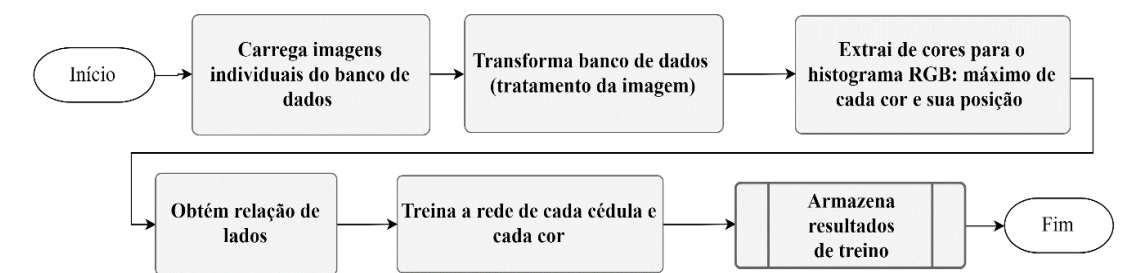 Início
Carrega imagens
individuais do banco de
dados
Transforma banco de dados
(tratamento da imagem)
Extrai de cores para o
histograma RGB: máximo de
cada cor e sua posição
Obtém relação de
lados
Treina a rede de cada cédula e
cada cor
Armazena
resultados
de treino
Fim